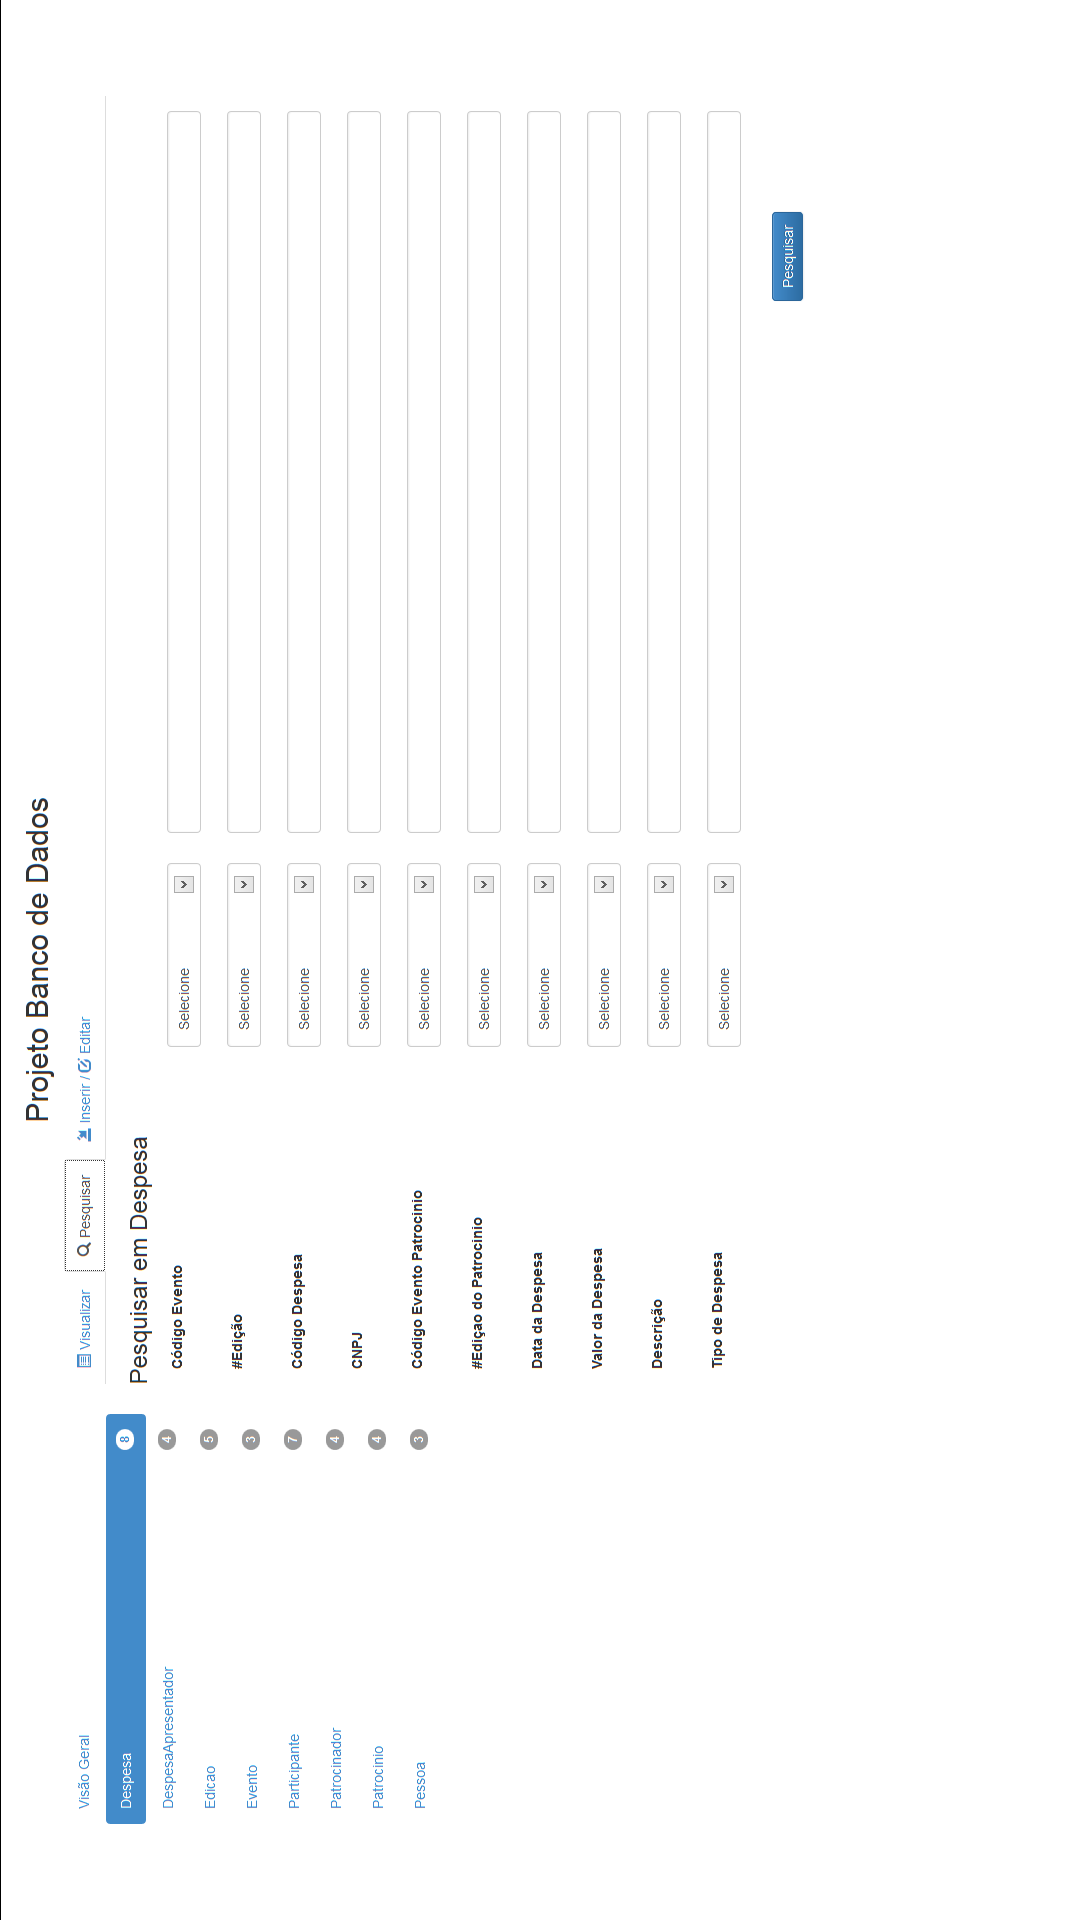 Projeto Banco de Dados
Visão Geral
Despesa 8
DespesaApresentador 4
Edicao 5
Evento 3
Participante 7
Patrocinador 4
Patrocinio 4
Pessoa 3
Visualizar Pesquisar Inserir / Editar
Pesquisar em Despesa
Código Evento Selecione
#Edição Selecione
Código Despesa Selecione
CNPJ Selecione
Código Evento Patrocinio Selecione
#Ediçao do Patrocinio Selecione
Data da Despesa Selecione
Valor da Despesa Selecione
Descrição Selecione
Tipo de Despesa Selecione
Pesquisar